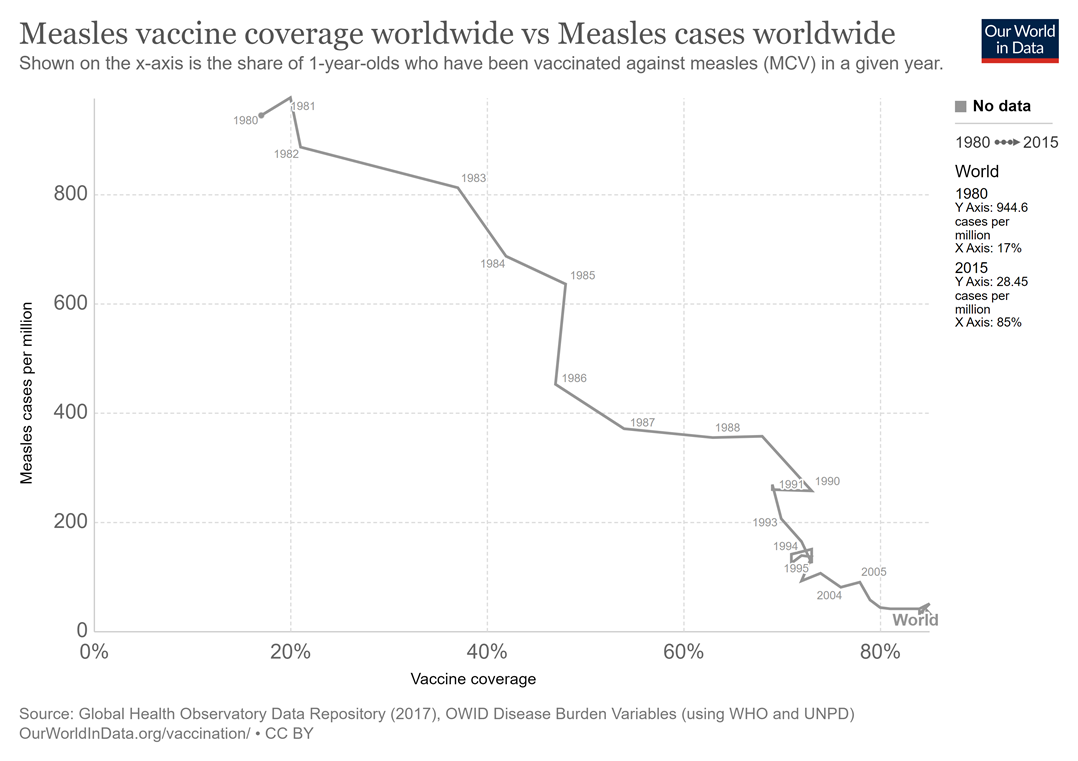 Measles vaccine coverage worldwide vs Measles cases worldwide
Our World
in Data
Shown on the x-axis is the share of 1-year-olds who have been vaccinated against measles (MCV) in a given year.
No data
1980 2015
World
1980
Y Axis: 944.6
cases per
million
X Axis: 17%
2015
Y Axis: 28.45
cases per
million
X Axis: 85%
Measles cases per million
800
600
400
200
0
1980
1981
1982
1983
1984
1985
1986
1987
1988
1990
1991
1993
1994
1995
2004
2005
World
0%
20%
40%
60%
80%
Vaccine coverage
Source: Global Health Observatory Data Repository (2017), OWID Disease Burden Variables (using WHO and UNPD)
OurWorldInData.org/vaccination/ • CC BY